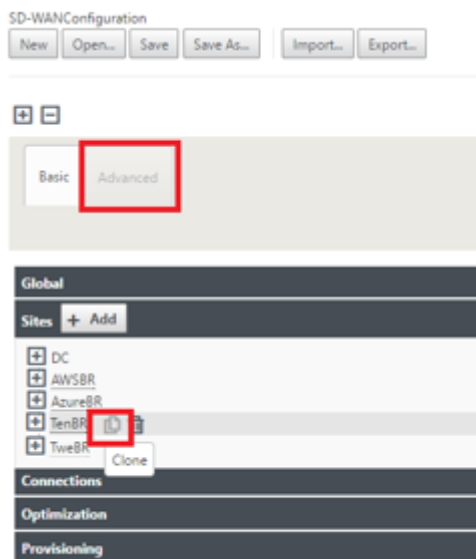 SD-WANConfiguration
New Open... Save Save As... Import... Export...
Basic Advanced
Global
Sites + Add
DC
AWSBR
AzureBR
TenBR
TweBR
Clone
Connections
Optimization
Provisioning